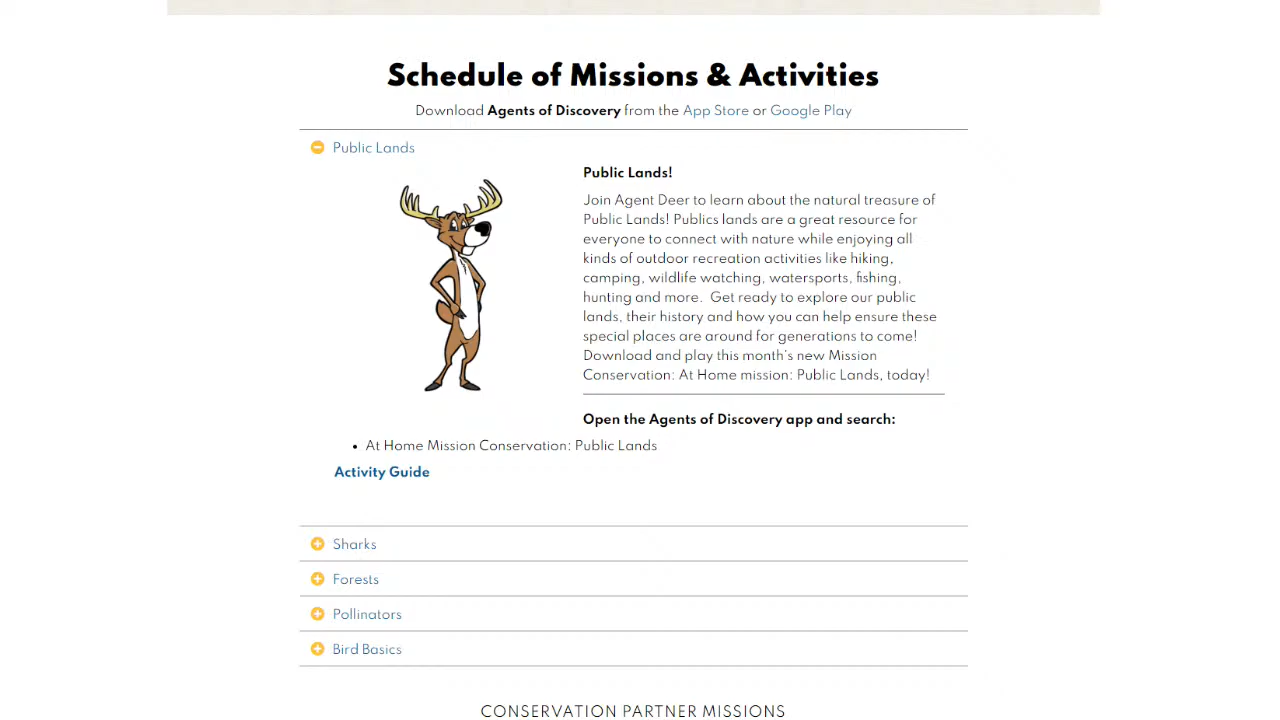 Schedule of Missions & Activities
Download Agents of Discovery from the App Store or Google Play
Public Lands
Public Lands!
Join Agent Deer to learn about the natural treasure of
Public Lands! Publics lands are a great resource for
everyone to connect with nature while enjoying all
kinds of outdoor recreation activities like hiking,
camping, wildlife watching, watersports, fishing,
hunting and more.  Get ready to explore our public
lands, their history and how you can help ensure these
special places are around for generations to come!
Download and play this month's new Mission
Conservation: At Home mission: Public Lands, today!
Open the Agents of Discovery app and search:
• At Home Mission Conservation: Public Lands
Activity Guide
Sharks
Forests
Pollinators
Bird Basics
CONSERVATION PARTNER MISSIONS